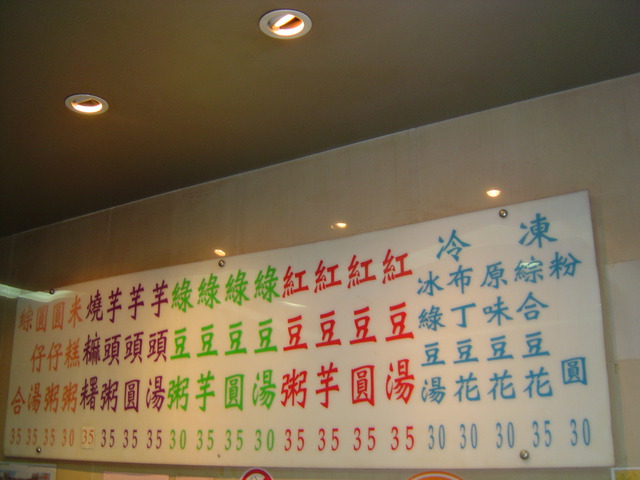 冷凍
粉圓 30
綜合豆花 35
原味豆花 30
布丁豆花 30
冰綠豆湯 30
紅豆湯 35
紅豆圓 35
紅豆芋 35
紅豆粥 35
綠豆湯 30
綠豆圓 35
綠豆芋 35
綠豆粥 30
芋頭湯 35
芋頭圓 35
芋頭粥 35
燒糬 35
米糕粥 30
圓仔粥 35
圓仔湯 35
綜合 35